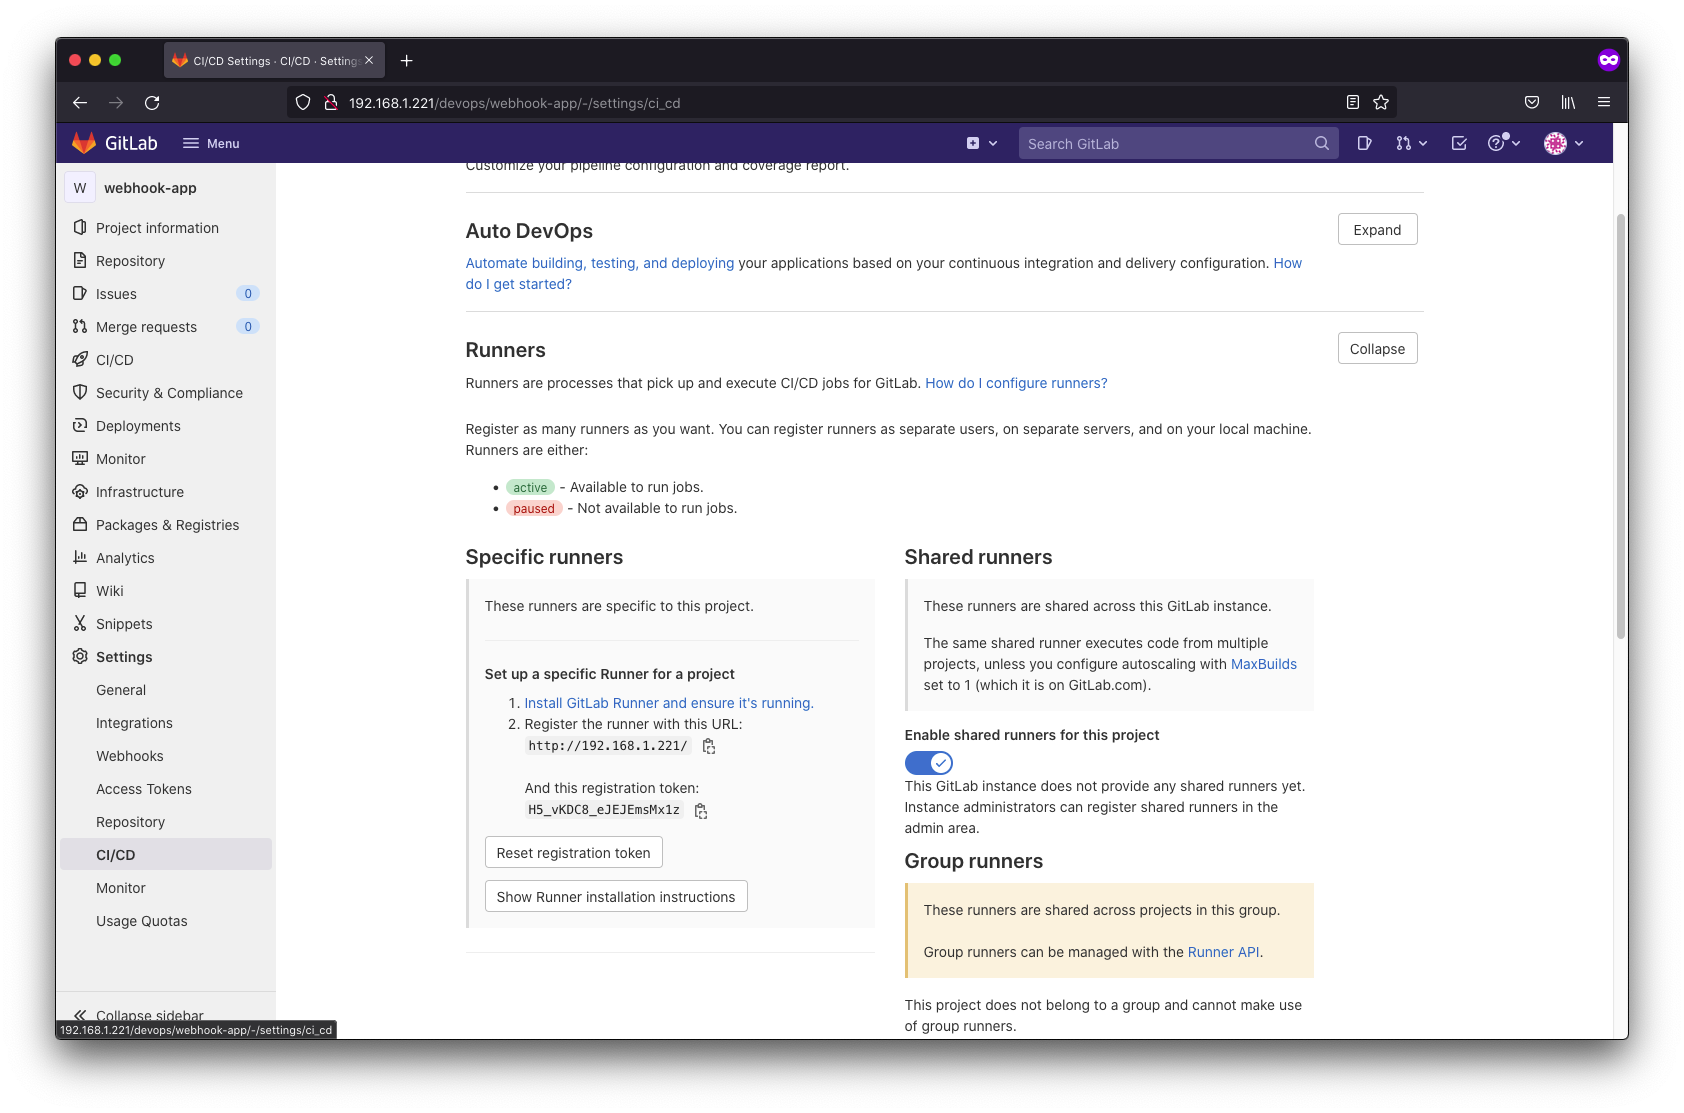 CI/CD Settings · CI/CD · Settings
192.168.1.221/devops/webhook-app/-/settings/ci_cd
GitLab
Menu
Search GitLab
W
webhook-app
Project information
Repository
Issues
0
Merge requests
0
CI/CD
Security & Compliance
Deployments
Monitor
Infrastructure
Packages & Registries
Analytics
Wiki
Snippets
Settings
General
Integrations
Webhooks
Access Tokens
Repository
CI/CD
Monitor
Usage Quotas
Collapse sidebar
192.168.1.221/devops/webhook-app/-/settings/ci_cd
Customize your pipeline configuration and coverage report.
Auto DevOps
Expand
Automate building, testing, and deploying your applications based on your continuous integration and delivery configuration. How
do I get started?
Runners
Collapse
Runners are processes that pick up and execute CI/CD jobs for GitLab. How do I configure runners?
Register as many runners as you want. You can register runners as separate users, on separate servers, and on your local machine.
Runners are either:
• active - Available to run jobs.
• paused - Not available to run jobs.
Specific runners
These runners are specific to this project.
Set up a specific Runner for a project
1. Install GitLab Runner and ensure it's running.
2. Register the runner with this URL:
http://192.168.1.221/
And this registration token:
H5_vKDC8_eJEJEmsMx1z
Reset registration token
Show Runner installation instructions
Shared runners
These runners are shared across this GitLab instance.
The same shared runner executes code from multiple
projects, unless you configure autoscaling with MaxBuilds
set to 1 (which it is on GitLab.com).
Enable shared runners for this project
This GitLab instance does not provide any shared runners yet.
Instance administrators can register shared runners in the
admin area.
Group runners
These runners are shared across projects in this group.
Group runners can be managed with the Runner API.
This project does not belong to a group and cannot make use
of group runners.